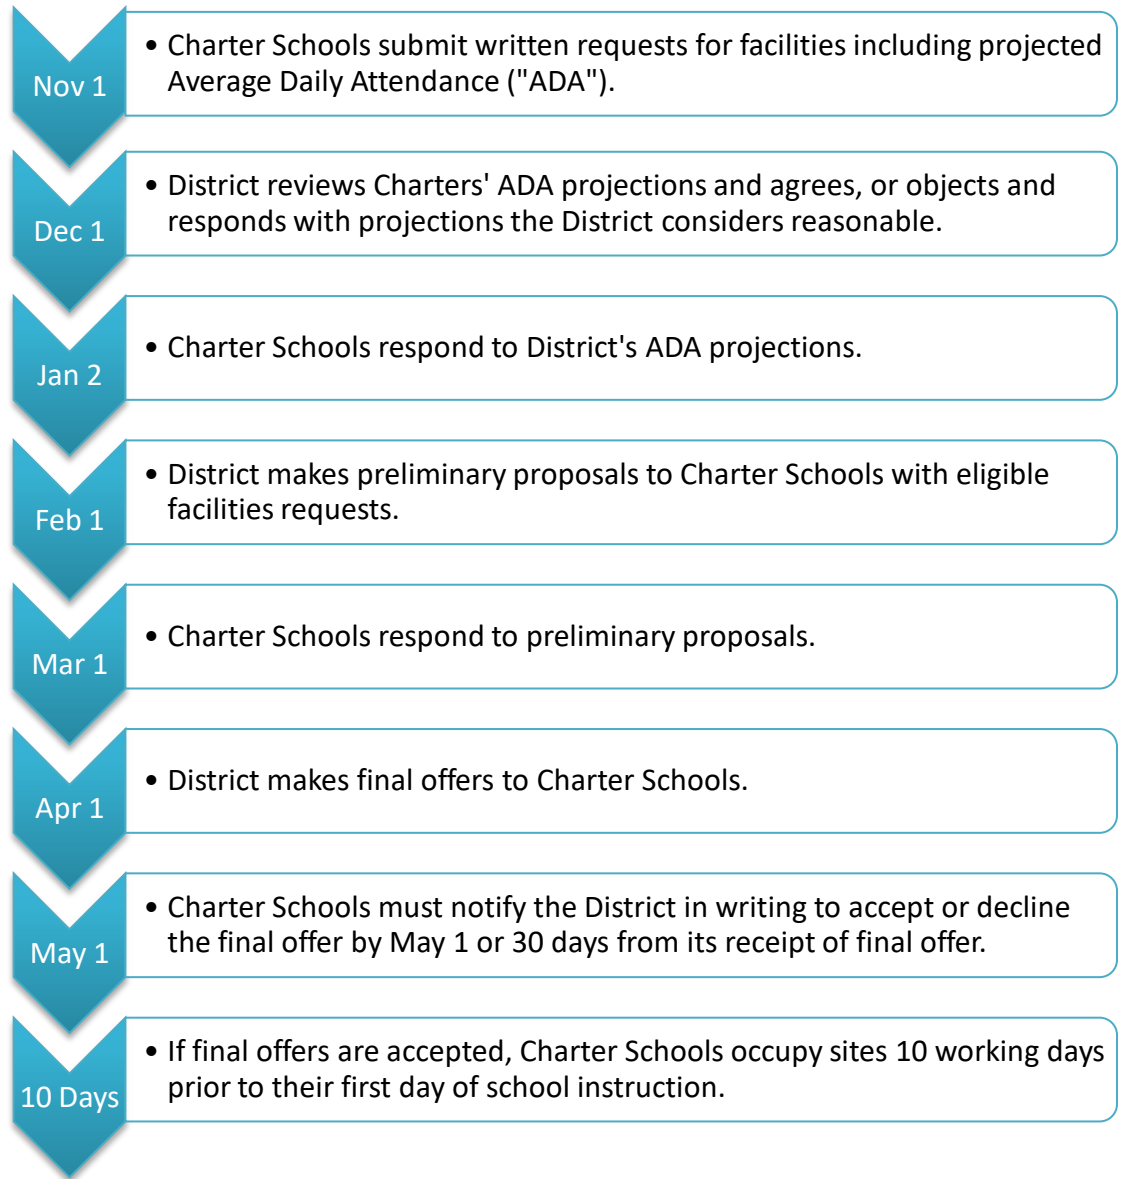 Nov 1
• Charter Schools submit written requests for facilities including projected
Average Daily Attendance ("ADA").
Dec 1
• District reviews Charters' ADA projections and agrees, or objects and
responds with projections the District considers reasonable.
Jan 2
• Charter Schools respond to District's ADA projections.
Feb 1
• District makes preliminary proposals to Charter Schools with eligible
facilities requests.
Mar 1
• Charter Schools respond to preliminary proposals.
Apr 1
• District makes final offers to Charter Schools.
May 1
• Charter Schools must notify the District in writing to accept or decline
the final offer by May 1 or 30 days from its receipt of final offer.
10 Days
• If final offers are accepted, Charter Schools occupy sites 10 working days
prior to their first day of school instruction.